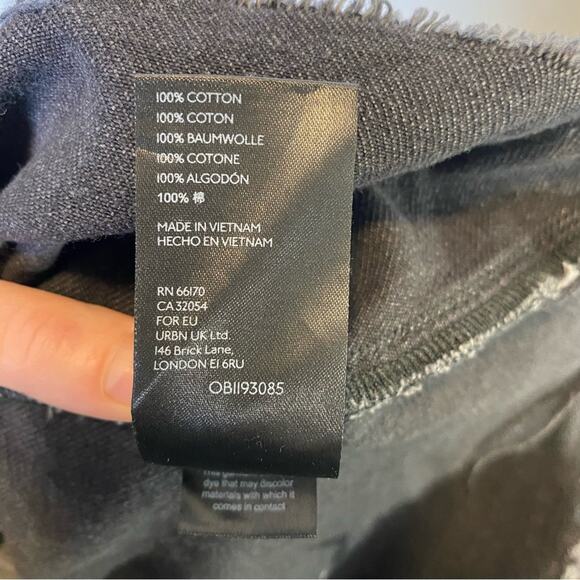 100% COTTON
100% COTON
100% BAUMWOLLE
100% COTONE
100% ALGODÓN
100% 棉
MADE IN VIETNAM
HECHO EN VIETNAM
RN 66170
CA 32054
FOR EU
URBN UK Ltd.
146 Brick Lane,
LONDON E1 6RU
OB1193085
This
dye that may discolor
materials with which it
comes in contact